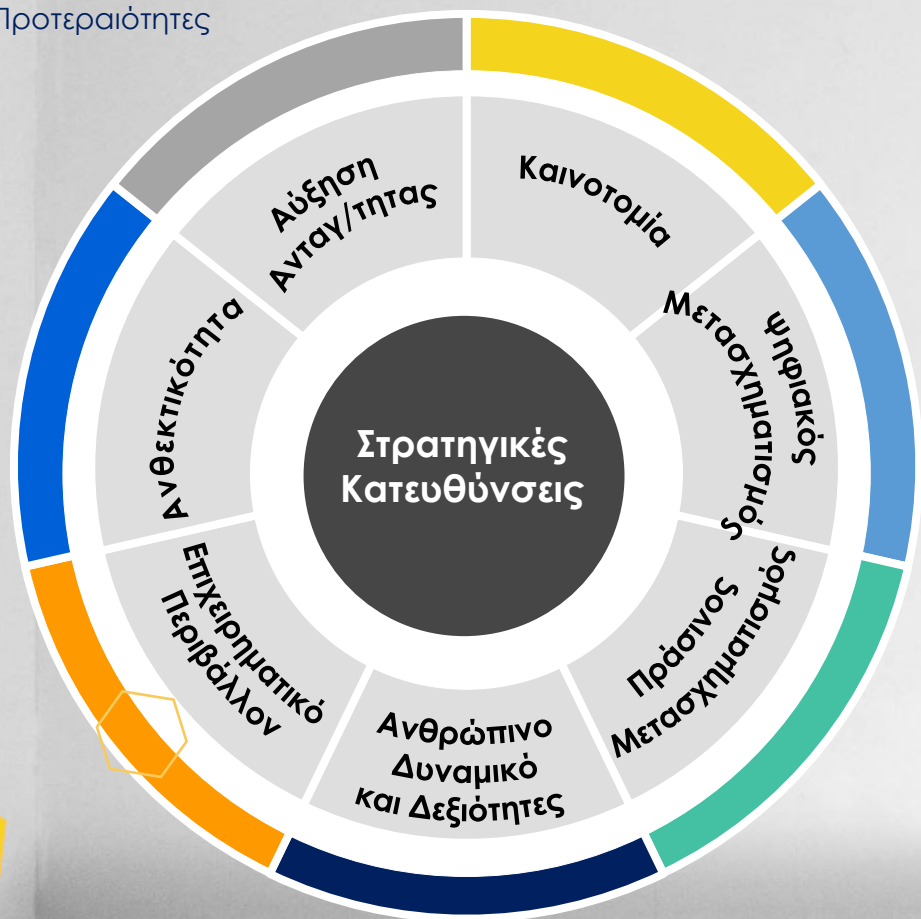 Προτεραιότητες
Καινοτομία
Ψηφιακός
Μετασχηματισμός
Πράσινος
Μετασχηματισμός
Ανθρώπινο
Δυναμικό
και Δεξιότητες
Επιχειρηματικό
Περιβάλλον
Ανθεκτικότητα
Αύξηση
Ανταγ/τητας
Στρατηγικές
Κατευθύνσεις